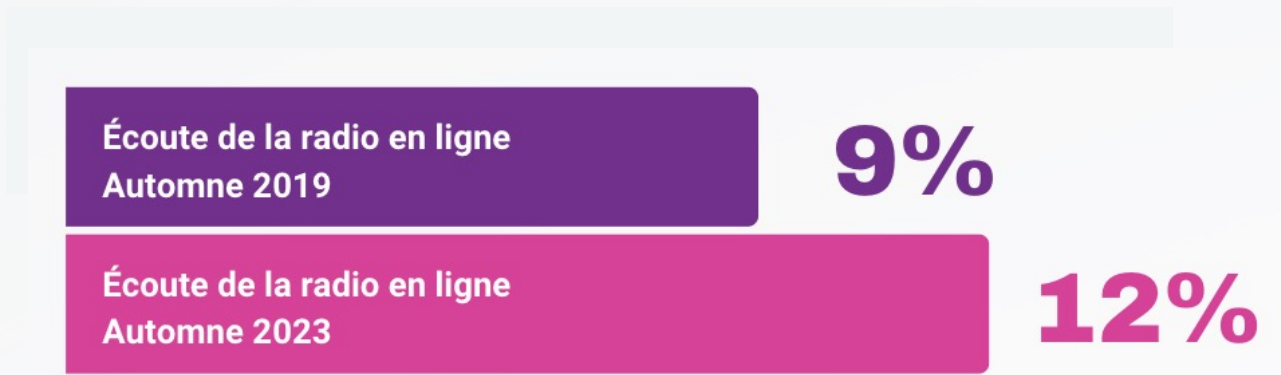 Écoute de la radio en ligne
Automne 2019
9%
Écoute de la radio en ligne
Automne 2023
12%